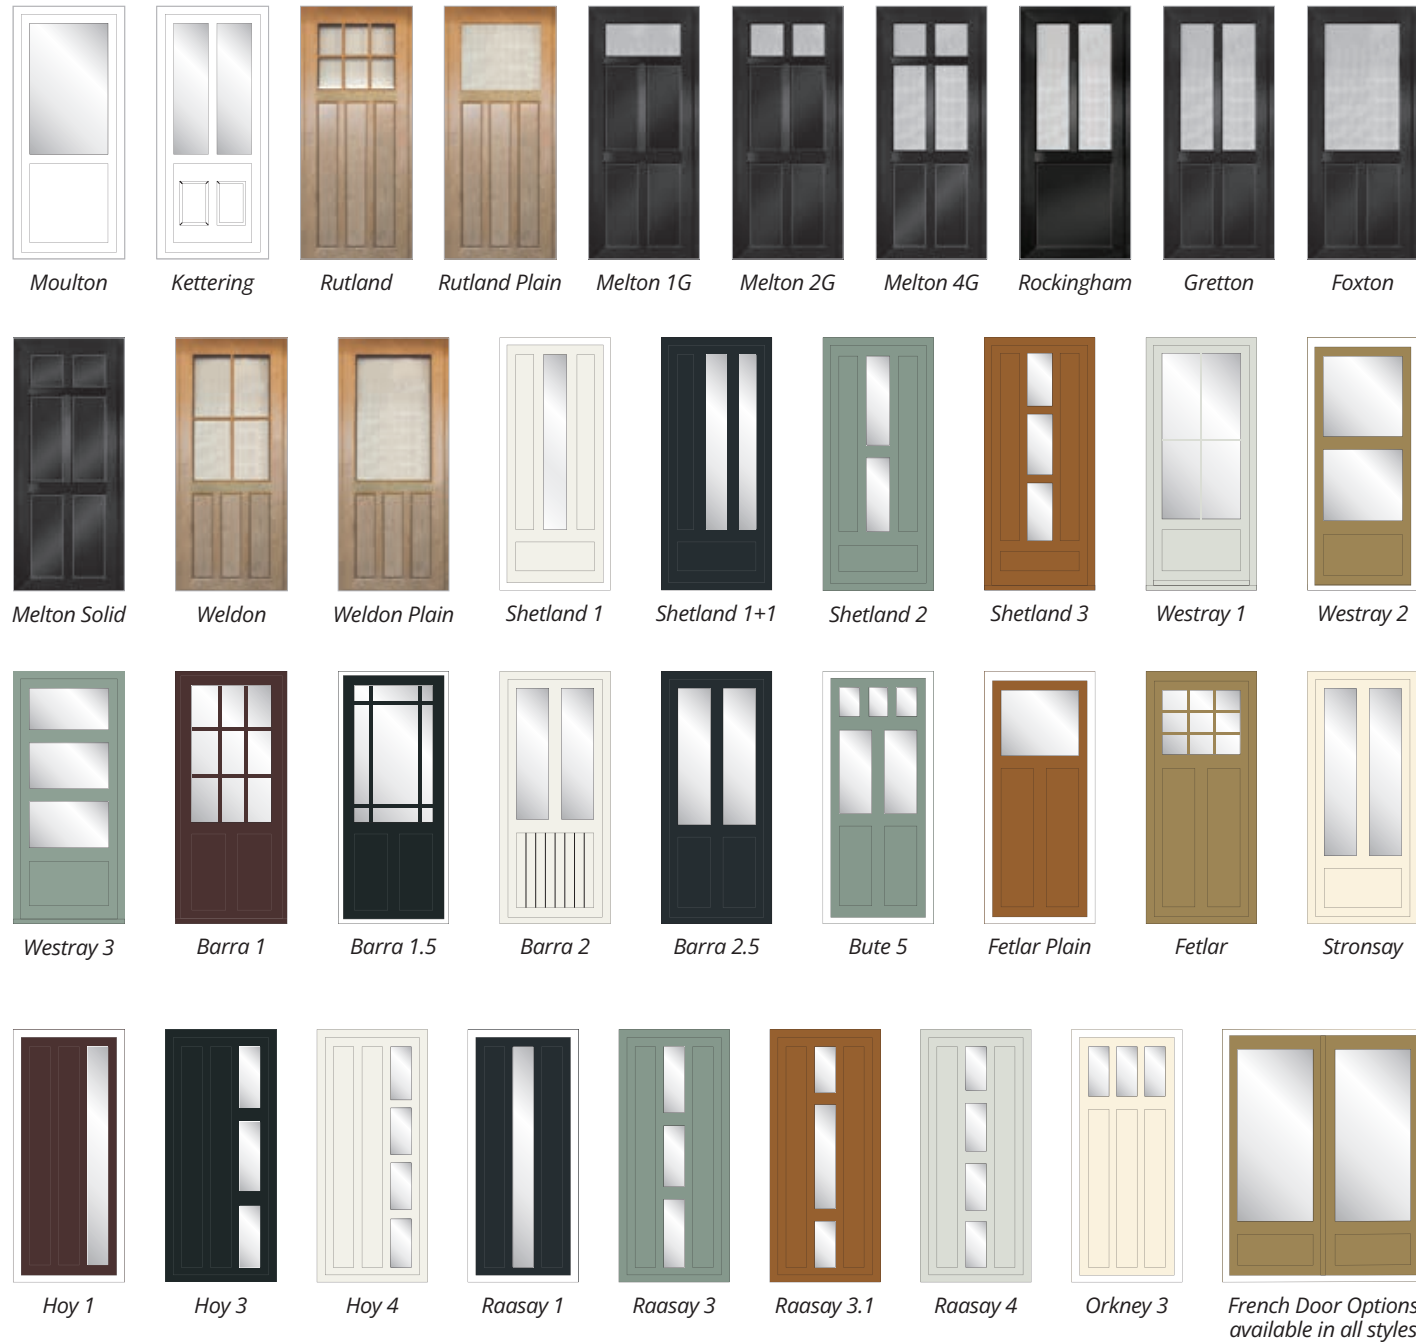 Moulton
Kettering
Rutland
Rutland Plain
Melton 1G
Melton 2G
Melton 4G
Rockingham
Gretton
Foxton
Melton Solid
Weldon
Weldon Plain
Shetland 1
Shetland 1+1
Shetland 2
Shetland 3
Westray 1
Westray 2
Westray 3
Barra 1
Barra 1.5
Barra 2
Barra 2.5
Bute 5
Fetlar Plain
Fetlar
Stronsay
Hoy 1
Hoy 3
Hoy 4
Raasay 1
Raasay 3
Raasay 3.1
Raasay 4
Orkney 3
French Door Options
available in all styles